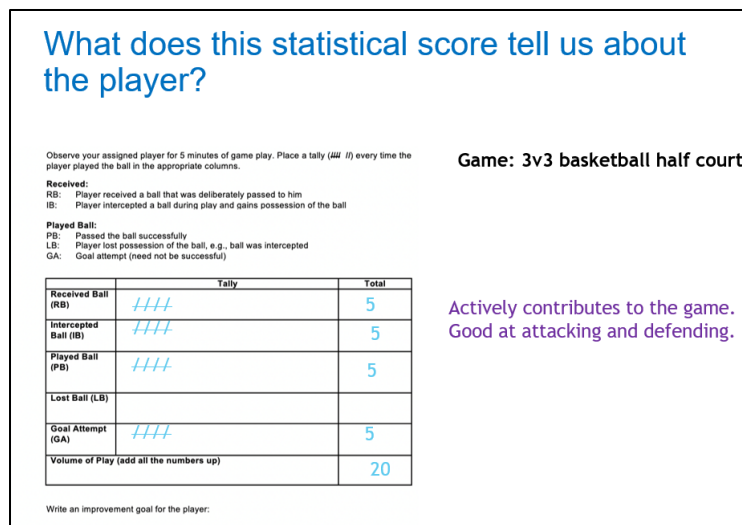 What does this statistical score tell us about
the player?
Observe your assigned player for 5 minutes of game play. Place a tally (//// //) every time the
player played the ball in the appropriate columns.
Game: 3v3 basketball half court
Received:
RB: Player received a ball that was deliberately passed to him
IB: Player intercepted a ball during play and gains possession of the ball
Played Ball:
PB: Passed the ball successfully
LB: Player lost possession of the ball, e.g., ball was intercepted
GA: Goal attempt (need not be successful)
Tally Total
Received Ball
(RB) //// 5
Intercepted
Ball (IB) //// 5
Played Ball
(PB) //// 5
Lost Ball (LB)
Goal Attempt
(GA) //// 5
Volume of Play (add all the numbers up) 20
Actively contributes to the game.
Good at attacking and defending.
Write an improvement goal for the player: